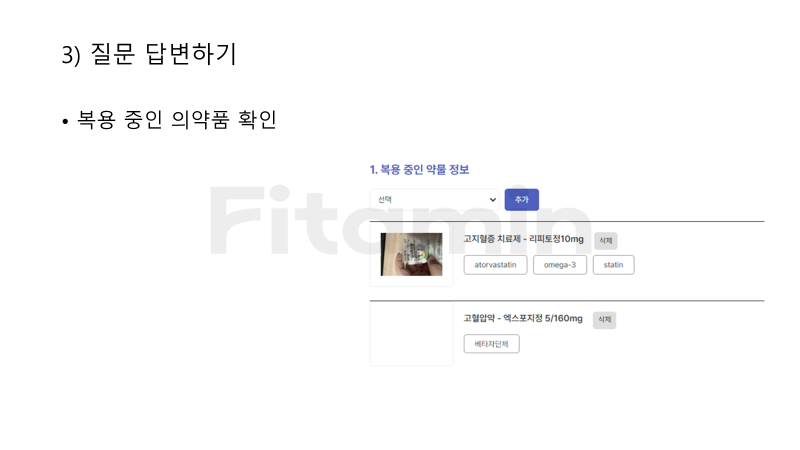 3) 질문 답변하기
• 복용 중인 의약품 확인
Fitamin
1. 복용 중인 약물 정보
선택
추가
고지혈증 치료제 - 리피토정10mg 삭제
atorvastatin omega-3 statin
고혈압약 - 엑스포지정 5/160mg 삭제
베타차단제